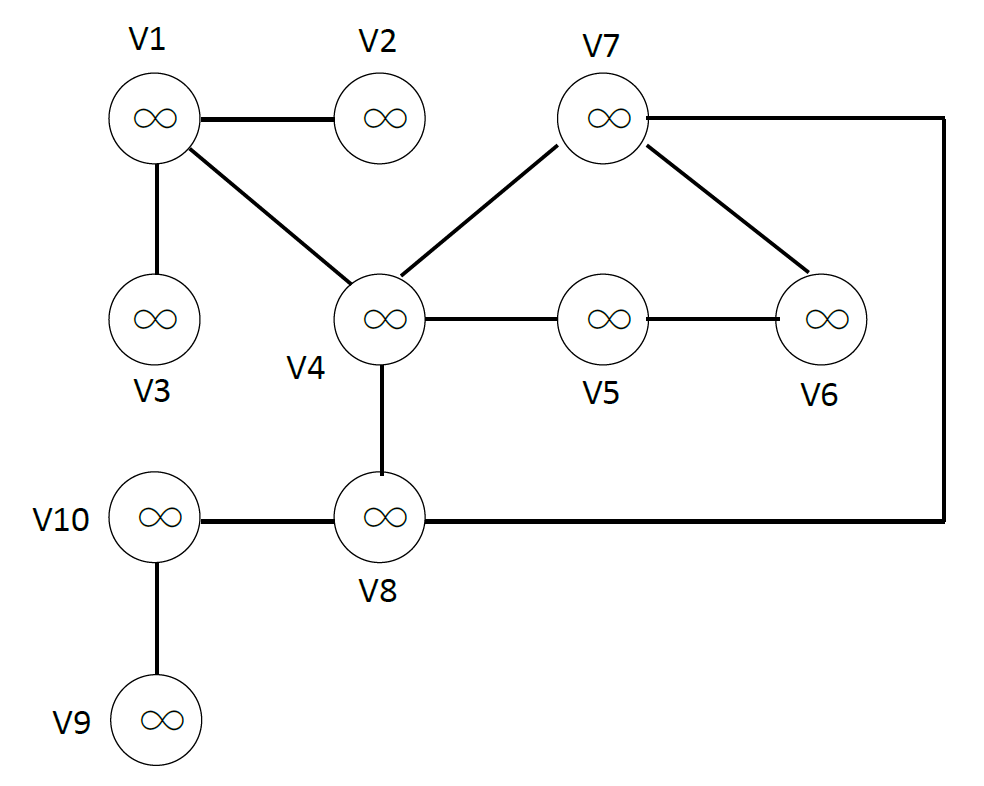 V1 V2 V7
∞ ∞ ∞
∞ ∞ ∞ ∞
V3 V4 V5 V6
V10 ∞ ∞
V8
V9 ∞